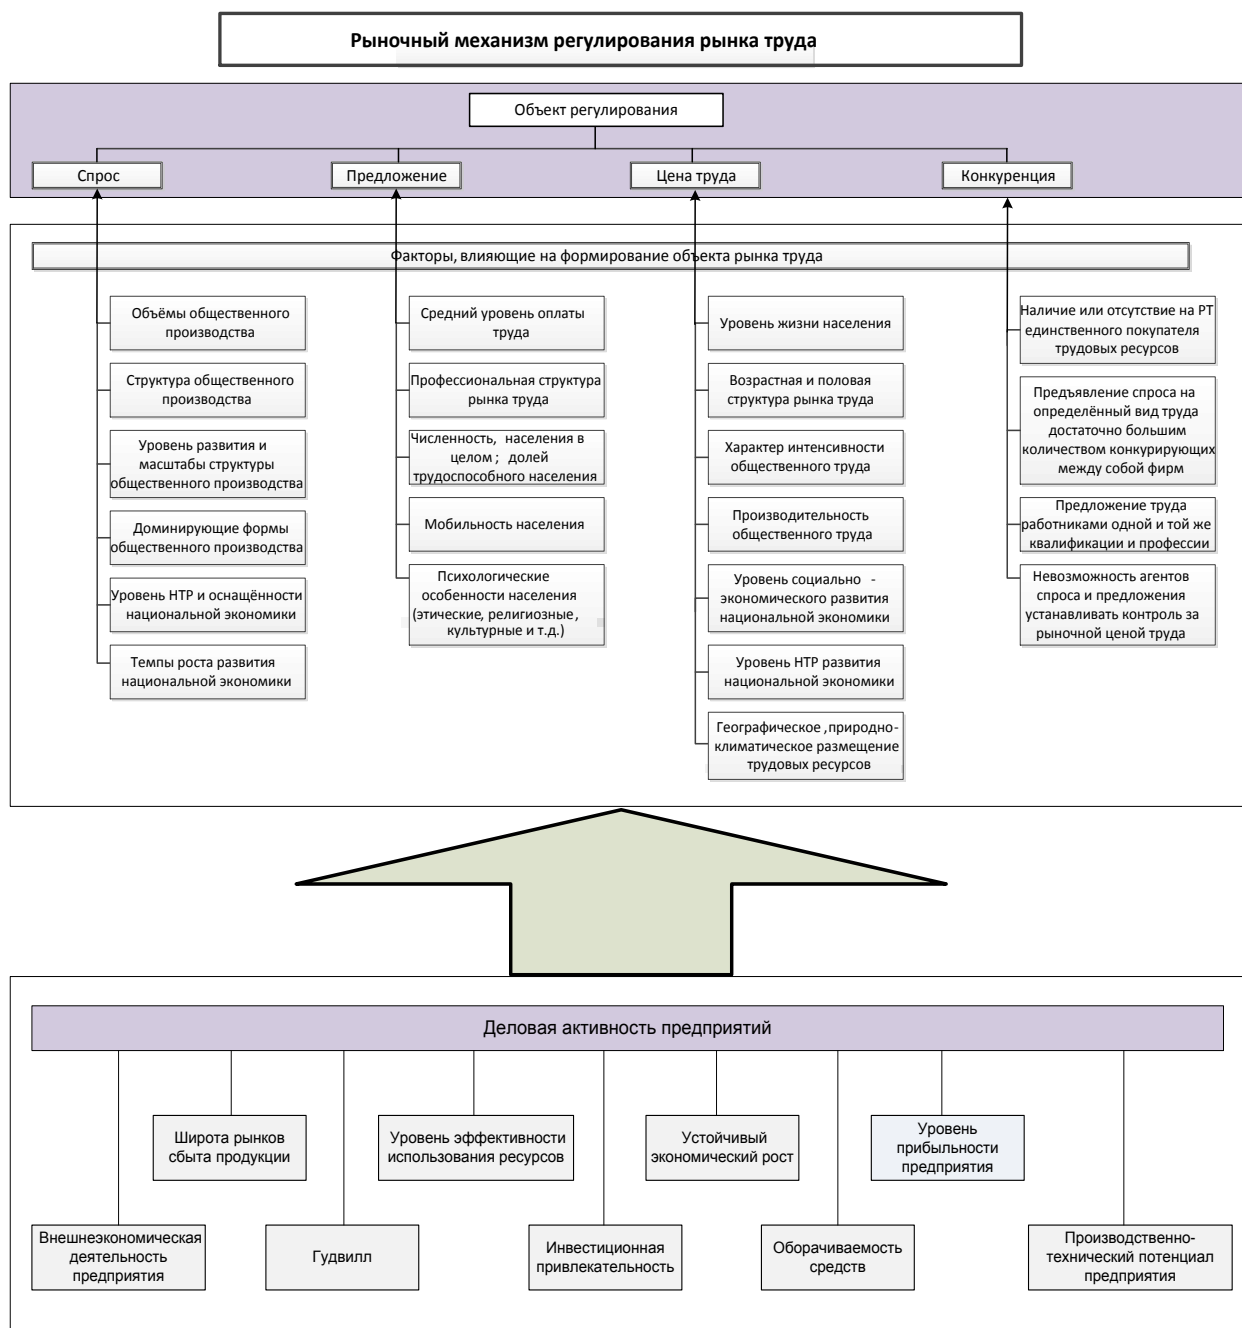 Рыночный механизм регулирования рынка труда
Объект регулирования
Спрос
Предложение
Цена труда
Конкуренция
Факторы, влияющие на формирование объекта рынка труда
Объёмы общественного
производства
Структура общественного
производства
Уровень развития и
масштабы структуры
общественного производства
Доминирующие формы
общественного производства
Уровень НТР и оснащённости
национальной экономики
Темпы роста развития
национальной экономики
Средний уровень оплаты
труда
Профессиональная структура
рынка труда
Численность, населения в
целом ; долей
трудоспособного населения
Мобильность населения
Психологические
особенности населения
(этические, религиозные ,
культурные и т.д.)
Уровень жизни населения
Возрастная и половая
структура рынка труда
Характер интенсивности
общественного труда
Производительность
общественного труда
Уровень социально -
экономического развития
национальной экономики
Уровень НТР развития
национальной экономики
Географическое ,природно-
климатическое размещение
трудовых ресурсов
Наличие или отсутствие на РТ
единственного покупателя
трудовых ресурсов
Предъявление спроса на
определённый вид труда
достаточно большим
количеством конкурирующих
между собой фирм
Предложение труда
работниками одной и той же
квалификации и профессии
Невозможность агентов
спроса и предложения
устанавливать контроль за
рыночной ценой труда
Деловая активность предприятий
Широта рынков
сбыта продукции
Уровень эффективности
использования ресурсов
Устойчивый
экономический рост
Уровень
прибыльности
предприятия
Внешнеэкономическая
деятельность
предприятия
Гудвилл
Инвестиционная
привлекательность
Оборачиваемость
средств
Производственно-
технический потенциал
предприятия